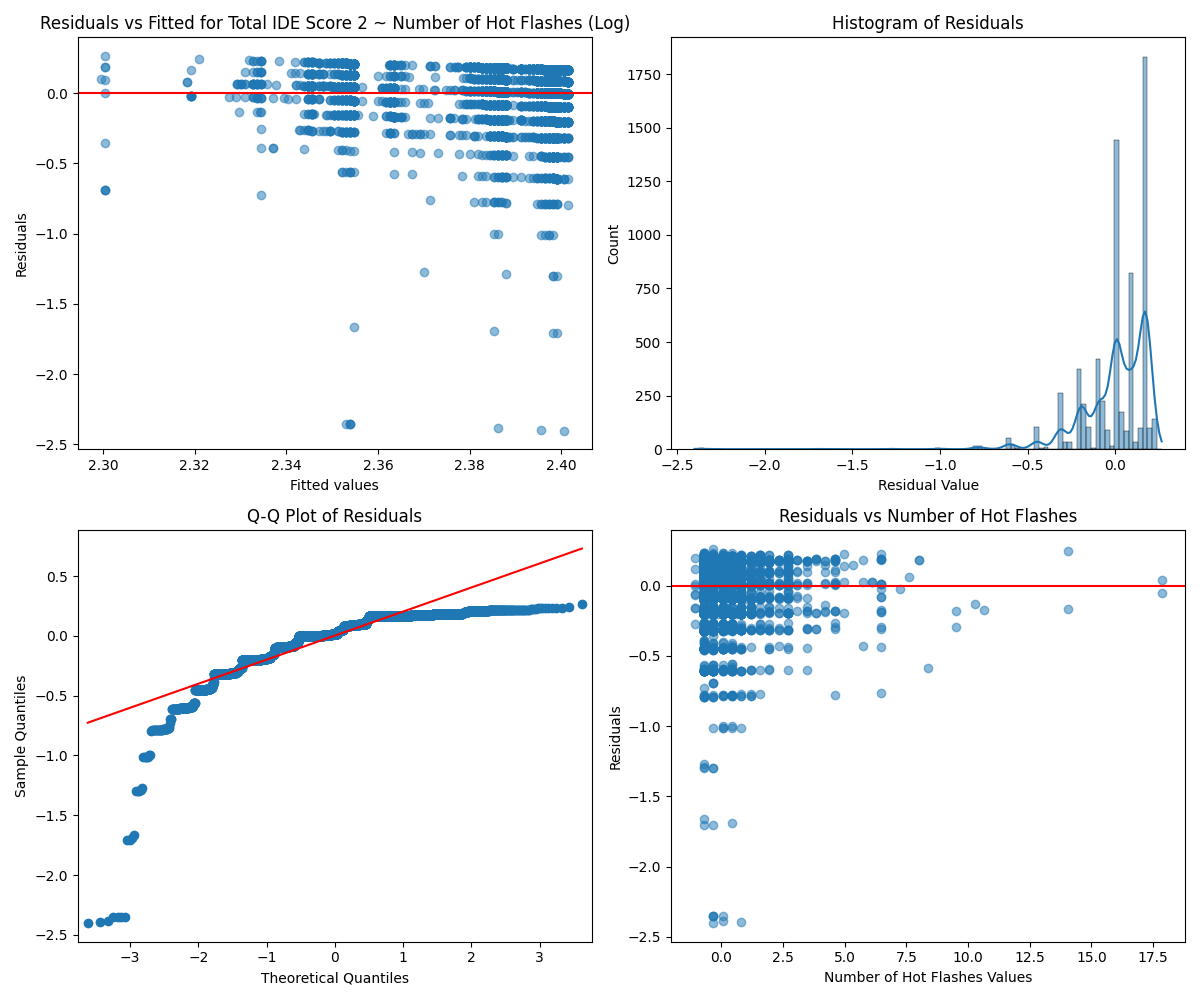 Residuals vs Fitted for Total IDE Score 2 ~ Number of Hot Flashes (Log)
0.0
−0.5
−1.0
−1.5
−2.0
−2.5
Residuals
2.30 2.32 2.34 2.36 2.38 2.40
Fitted values
Histogram of Residuals
1750
1500
1250
1000
750
500
250
0
Count
−2.5 −2.0 −1.5 −1.0 −0.5 0.0
Residual Value
Q-Q Plot of Residuals
0.5
0.0
−0.5
−1.0
−1.5
−2.0
−2.5
Sample Quantiles
−3 −2 −1 0 1 2 3
Theoretical Quantiles
Residuals vs Number of Hot Flashes
0.0
−0.5
−1.0
−1.5
−2.0
−2.5
Residuals
0.0 2.5 5.0 7.5 10.0 12.5 15.0 17.5
Number of Hot Flashes Values